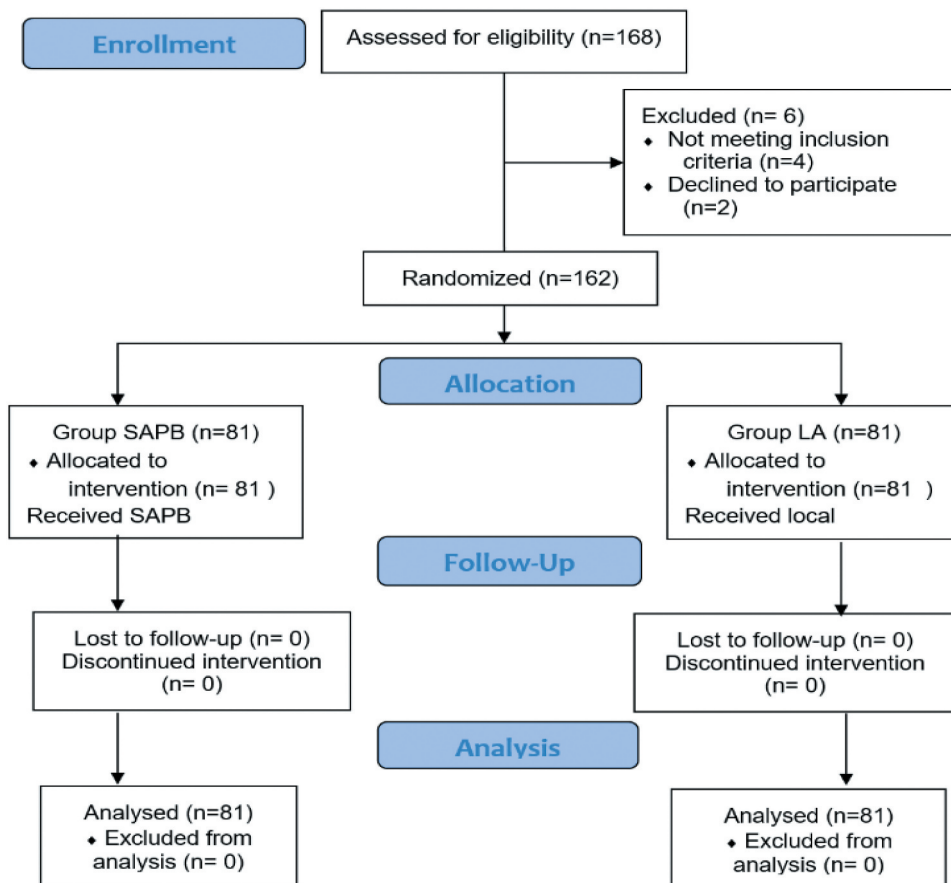 Enrollment
Assessed for eligibility (n=168)
Excluded (n= 6)
⬥ Not meeting inclusion
criteria (n=4)
⬥ Declined to participate
(n=2)
Randomized (n=162)
Allocation
Group SAPB (n=81)
⬥ Allocated to
intervention (n= 81 )
Received SAPB
Group LA (n=81)
⬥ Allocated to
intervention (n=81 )
Received local
Follow-Up
Lost to follow-up (n= 0)
Discontinued intervention
(n= 0)
Lost to follow-up (n= 0)
Discontinued intervention
(n= 0)
Analysis
Analysed (n=81)
⬥ Excluded from
analysis (n= 0)
Analysed (n=81)
⬥ Excluded from
analysis (n= 0)